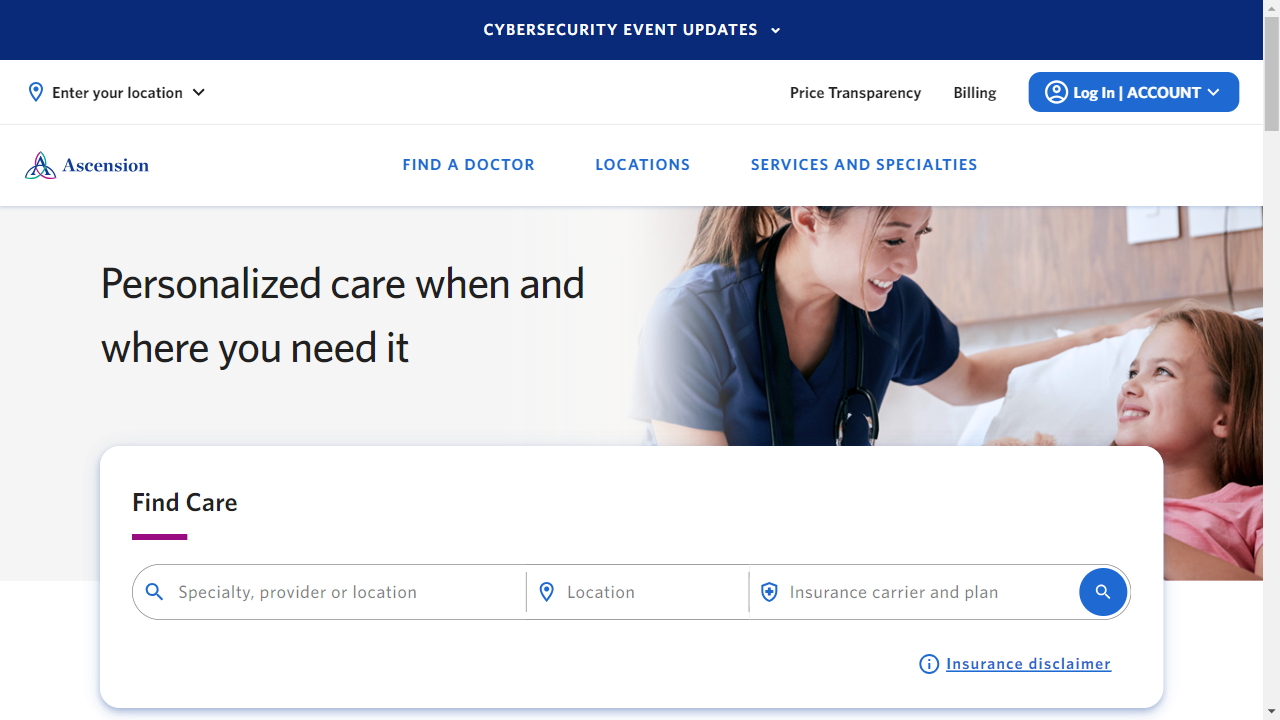 CYBERSECURITY EVENT UPDATES
Enter your location
Price Transparency
Billing
Log In | ACCOUNT
Ascension
FIND A DOCTOR
LOCATIONS
SERVICES AND SPECIALTIES
Personalized care when and
where you need it
Find Care
Specialty, provider or location
Location
Insurance carrier and plan
Insurance disclaimer